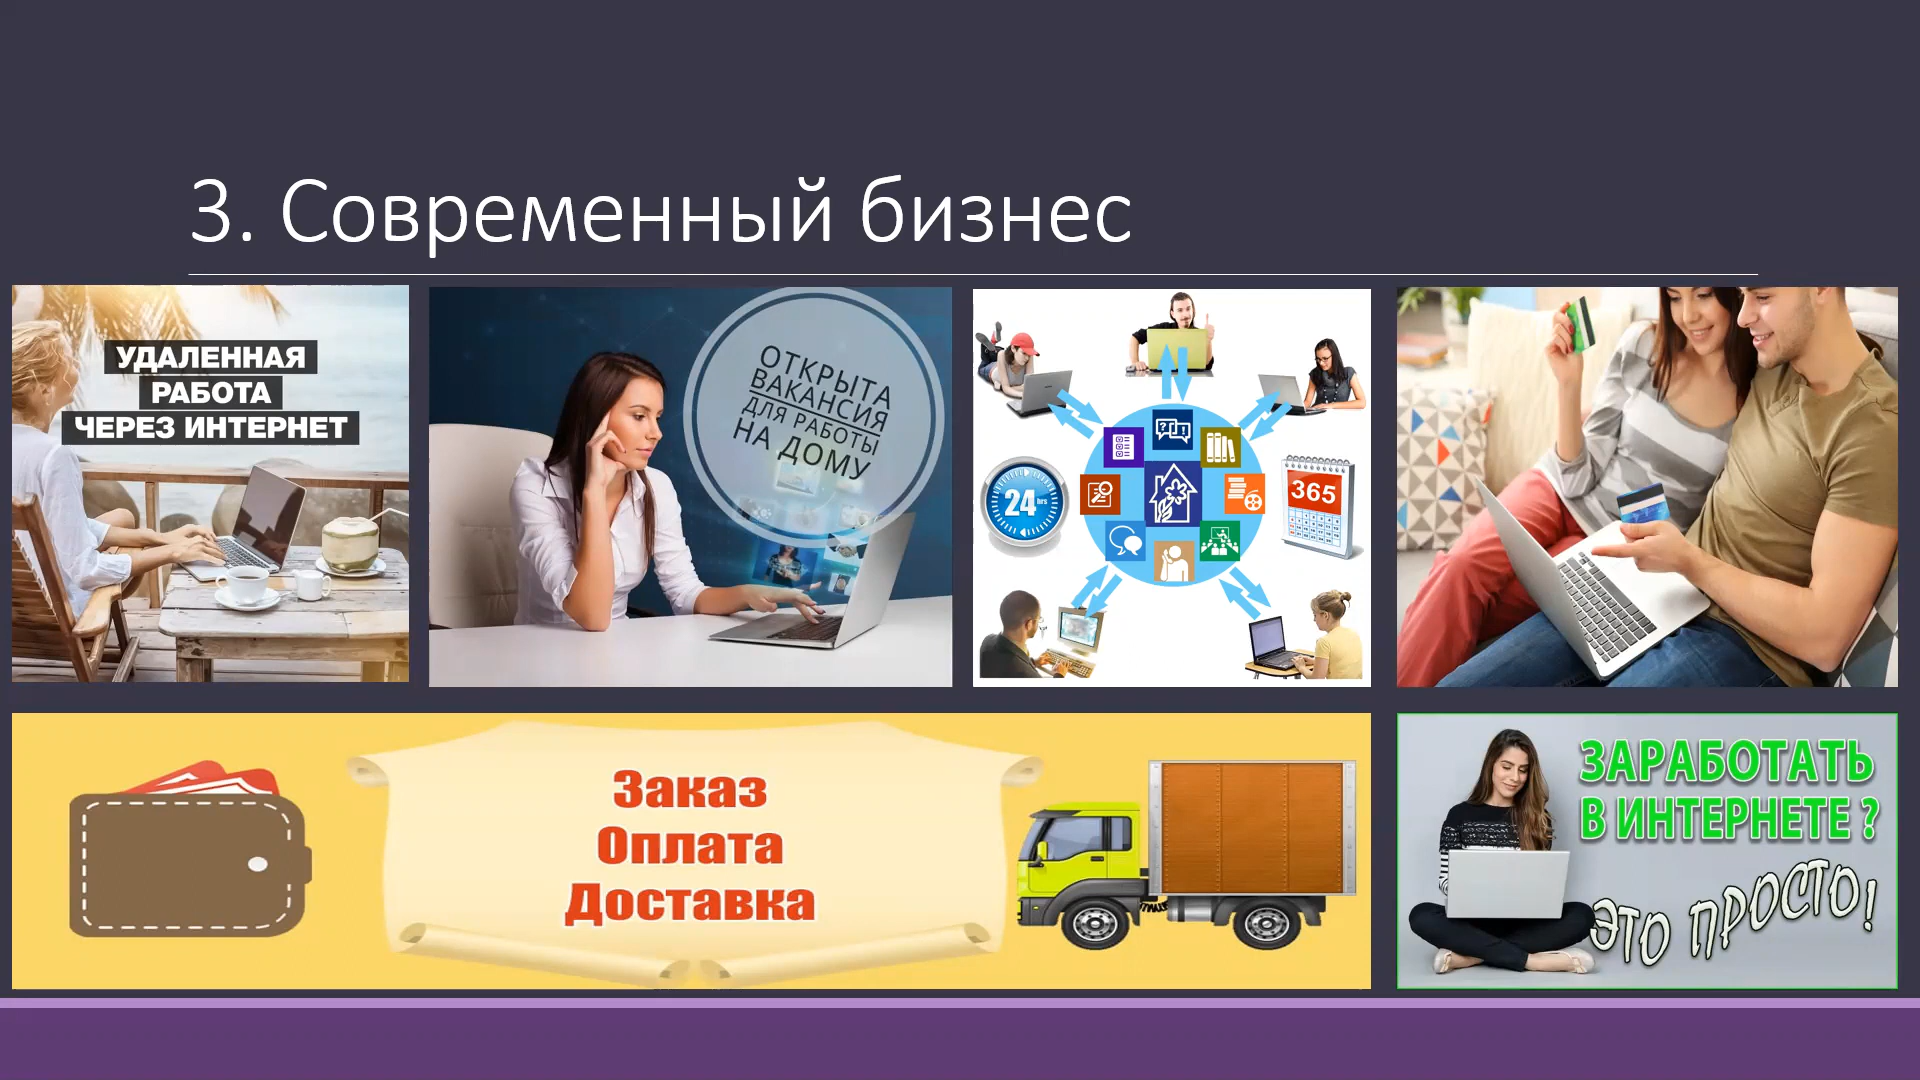 3. Современный бизнес
УДАЛЕННАЯ
РАБОТА
ЧЕРЕЗ ИНТЕРНЕТ
ОТКРЫТА
ВАКАНСИЯ
ДЛЯ РАБОТЫ
НА ДОМУ
24 hrs
365
Заказ
Оплата
Доставка
ЗАРАБОТАТЬ
В ИНТЕРНЕТЕ ?
ЭТО ПРОСТО!